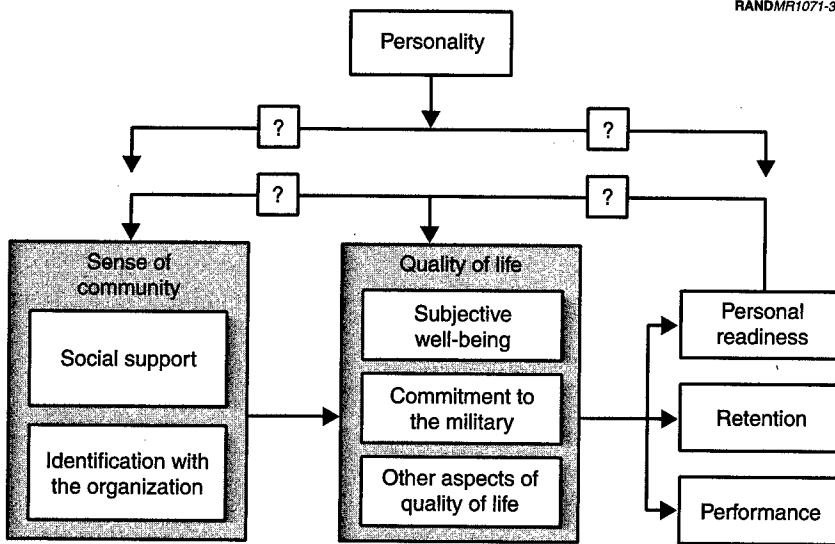 RANDMR1071-3
Personality
?
?
?
?
Sense of
community
Social support
Identification with
the organization
Quality of life
Subjective
well-being
Commitment to
the military
Other aspects of
quality of life
Personal
readiness
Retention
Performance